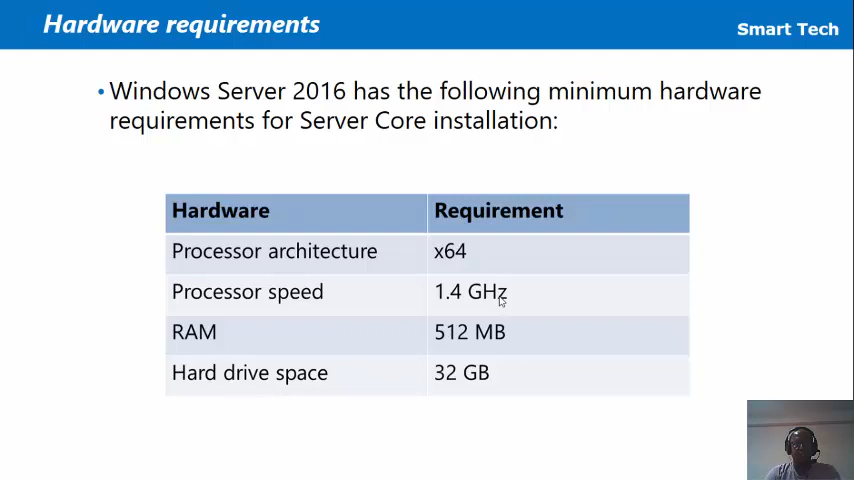 Hardware requirements
Smart Tech
• Windows Server 2016 has the following minimum hardware
requirements for Server Core installation:
Hardware Requirement
Processor architecture x64
Processor speed 1.4 GHz
RAM 512 MB
Hard drive space 32 GB